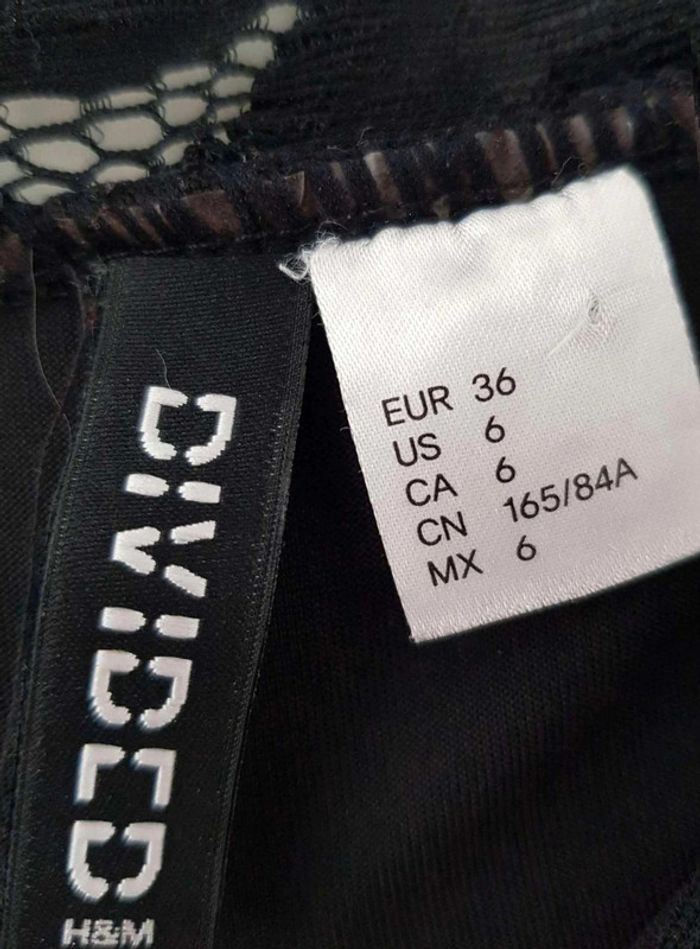 DIVIDED
H&M
EUR 36
US 6
CA 6
CN 165/84A
MX 6